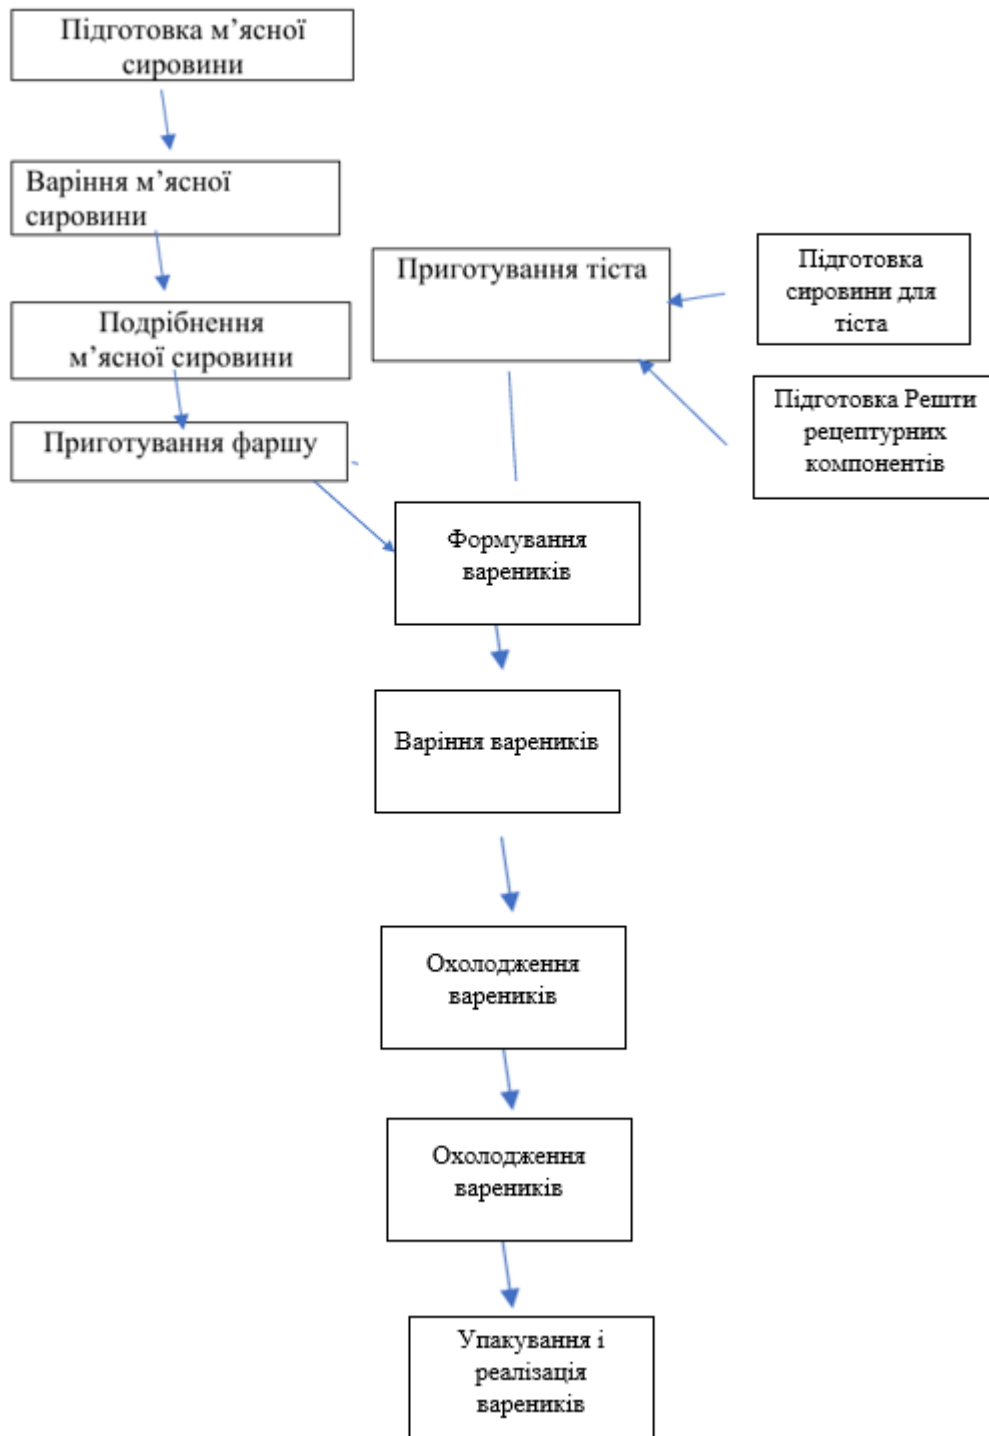 Підготовка м’ясної
сировини
Варіння м’ясної
сировини
Подрібнення
м’ясної сировини
Приготування фаршу
Приготування тіста
Підготовка
сировини для
тіста
Підготовка Решти
рецептурних
компонентів
Формування
вареників
Варіння вареників
Охолодження
вареників
Охолодження
вареників
Упакування і
реалізація
вареників